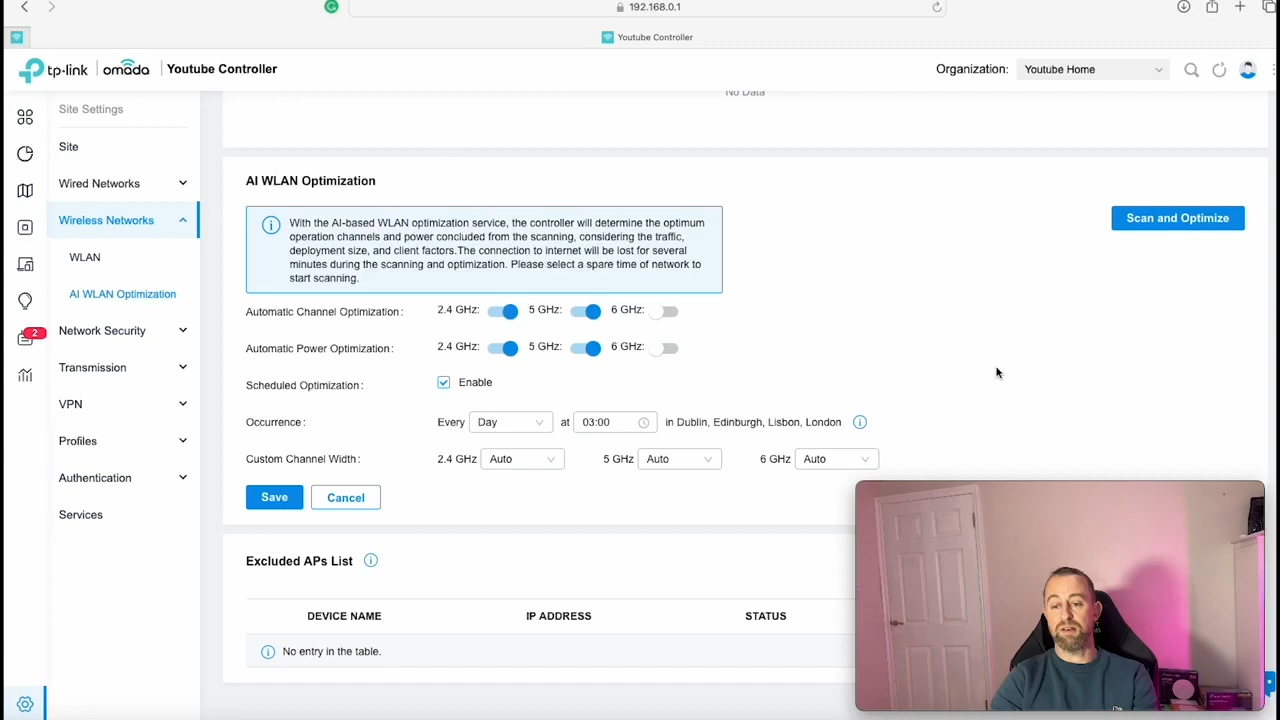 192.168.0.1
Youtube Controller
tp-link omada Youtube Controller Organization: Youtube Home
No Data
Site Settings
Site
Wired Networks
Wireless Networks
WLAN
AI WLAN Optimization
Network Security
2
Transmission
VPN
Profiles
Authentication
Services
AI WLAN Optimization
With the AI-based WLAN optimization service, the controller will determine the optimum
operation channels and power concluded from the scanning, considering the traffic,
deployment size, and client factors.The connection to internet will be lost for several
minutes during the scanning and optimization. Please select a spare time of network to
start scanning.
Scan and Optimize
Automatic Channel Optimization: 2.4 GHz: 5 GHz: 6 GHz:
Automatic Power Optimization: 2.4 GHz: 5 GHz: 6 GHz:
Scheduled Optimization: Enable
Occurrence: Every Day at 03:00 in Dublin, Edinburgh, Lisbon, London
Custom Channel Width: 2.4 GHz Auto 5 GHz Auto 6 GHz Auto
Save Cancel
Excluded APs List
DEVICE NAME IP ADDRESS STATUS
No entry in the table.